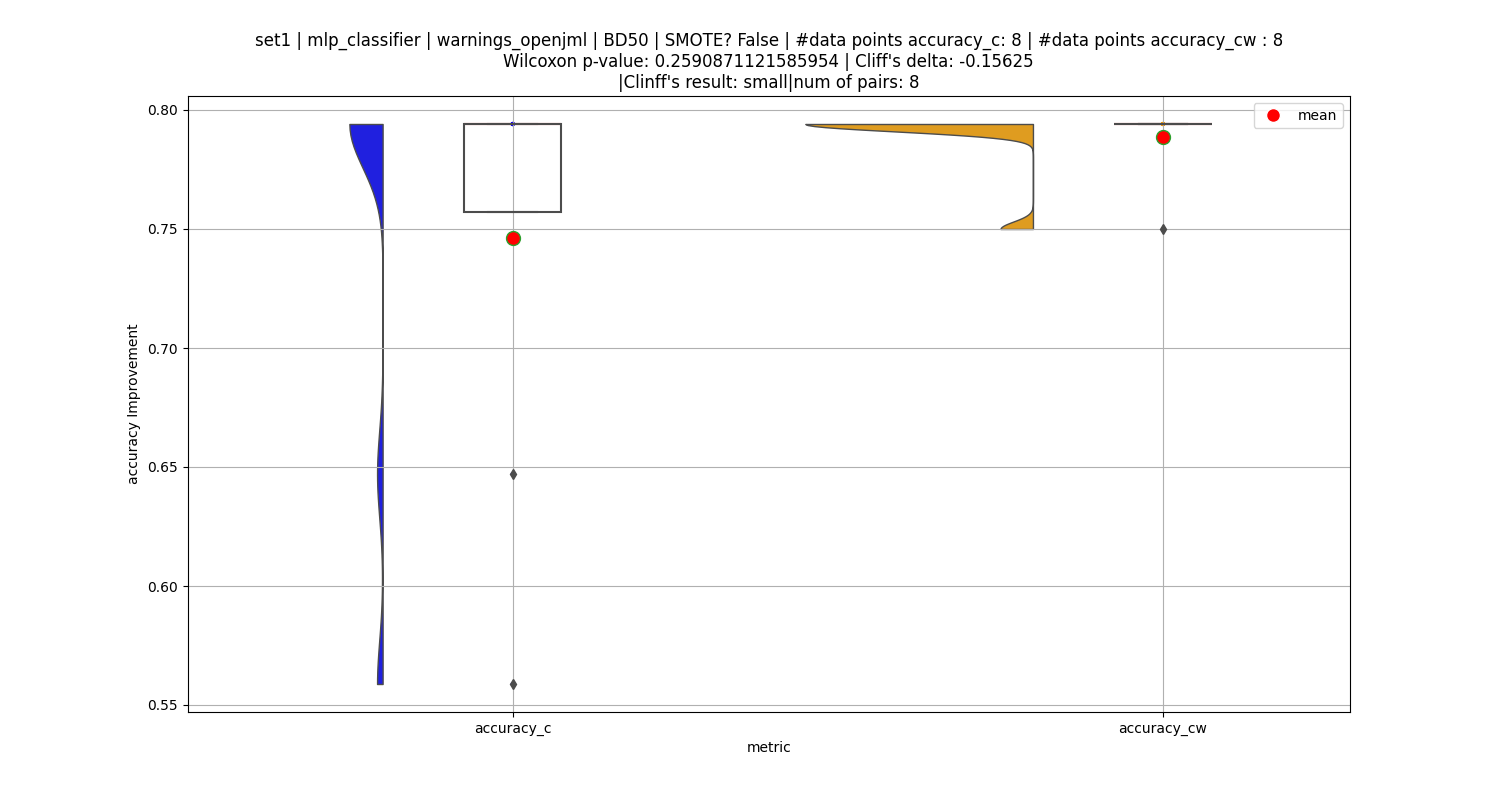 set1 | mlp_classifier | warnings_openjml | BD50 | SMOTE? False | #data points accuracy_c: 8 | #data points accuracy_cw : 8
Wilcoxon p-value: 0.2590871121585954 | Cliff's delta: -0.15625
|Clinff's result: small|num of pairs: 8
mean
0.80
0.75
0.70
0.65
0.60
0.55
accuracy Improvement
accuracy_c
accuracy_cw
metric